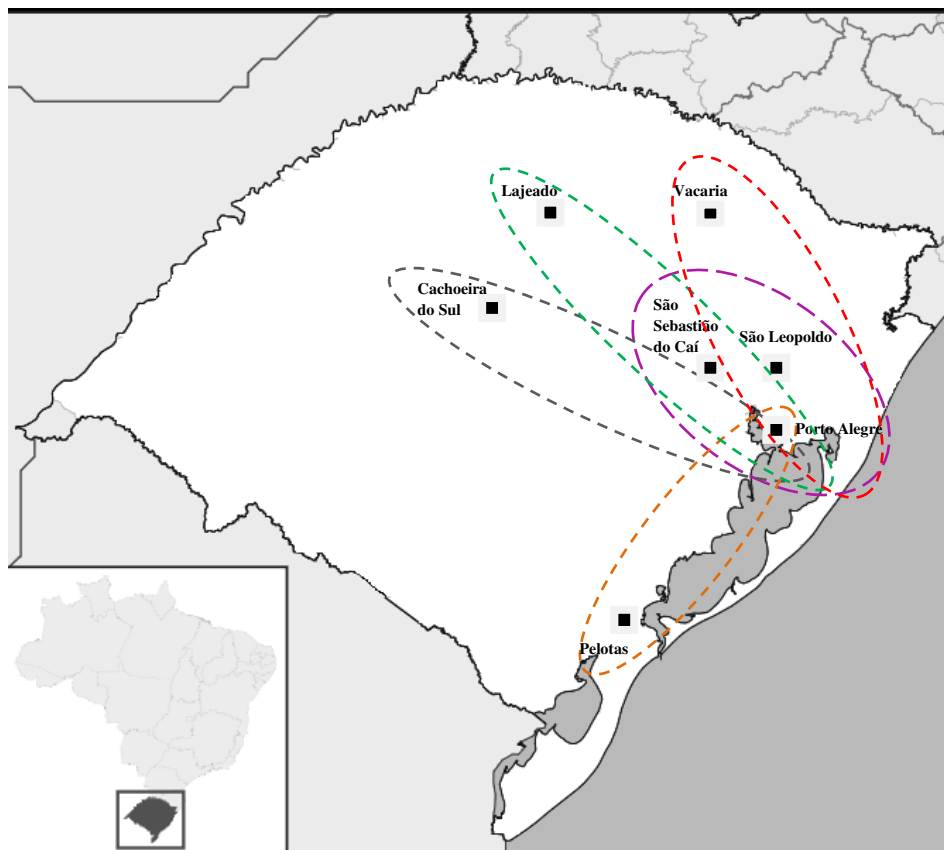 Lajeado
Vacaria
Cachoeira
do Sul
São
Sebastião
do Caí
São Leopoldo
Porto Alegre
Pelotas